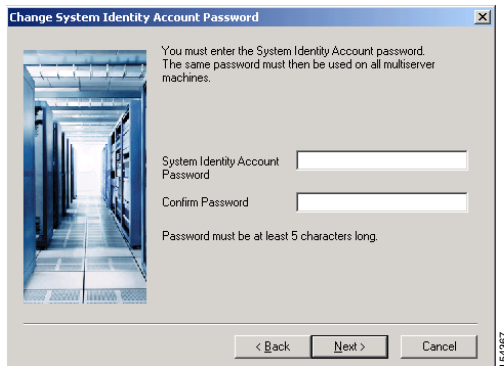 Change System Identity Account Password
You must enter the System Identity Account password.
The same password must then be used on all multiserver
machines.
System Identity Account
Password
Confirm Password
Password must be at least 5 characters long.
< Back
Next >
Cancel